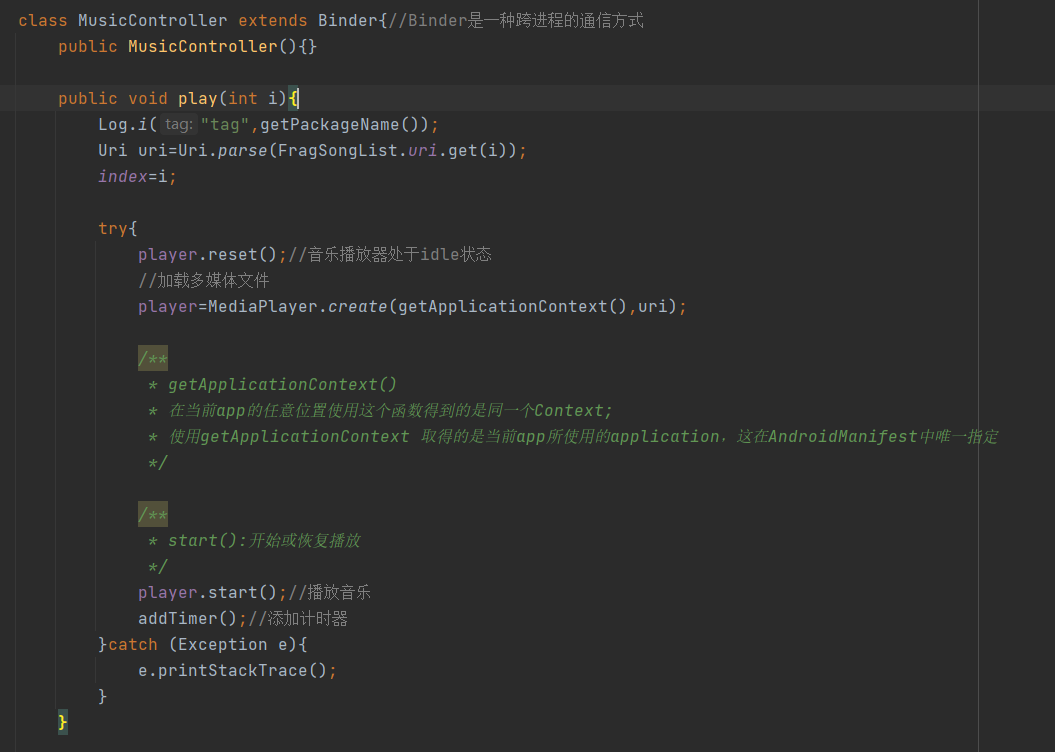 class MusicController extends Binder{//Binder是一种跨进程的通信方式
public MusicController(){}
public void play(int i){
Log.i( tag: "tag",getPackageName());
Uri uri=Uri.parse(FragSongList.uri.get(i));
index=i;
try{
player.reset();//音乐播放器处于idle状态
//加载多媒体文件
player=MediaPlayer.create(getApplicationContext(),uri);
/**
* getApplicationContext()
* 在当前app的任意位置使用这个函数得到的是同一个Context;
* 使用getApplicationContext 取得的是当前app所使用的application，这在AndroidManifest中唯一指定
*/
/**
* start():开始或恢复播放
*/
player.start();//播放音乐
addTimer();//添加计时器
}catch (Exception e){
e.printStackTrace();
}
}